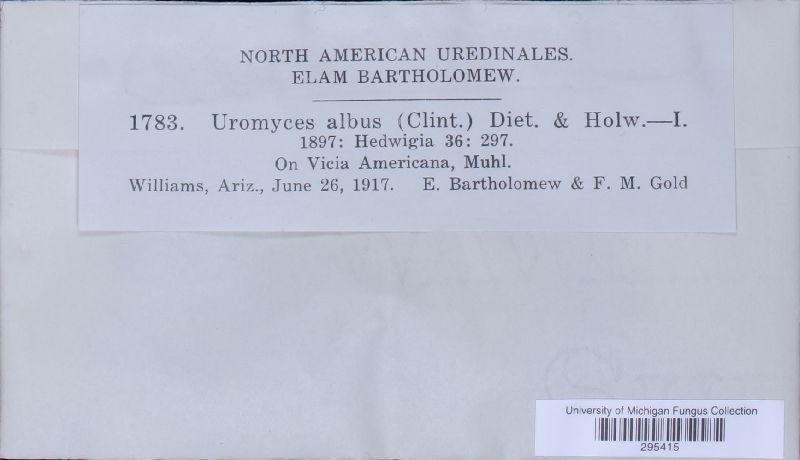 NORTH AMERICAN UREDINALES.
ELAM BARTHOLOMEW.
1783. Uromyces albus (Clint.) Diet. & Holw.—I.
1897: Hedwigia 36: 297.
On Vicia Americana, Muhl.
Williams, Ariz., June 26, 1917. E. Bartholomew & F. M. Gold
University of Michigan Fungus Collection
295415